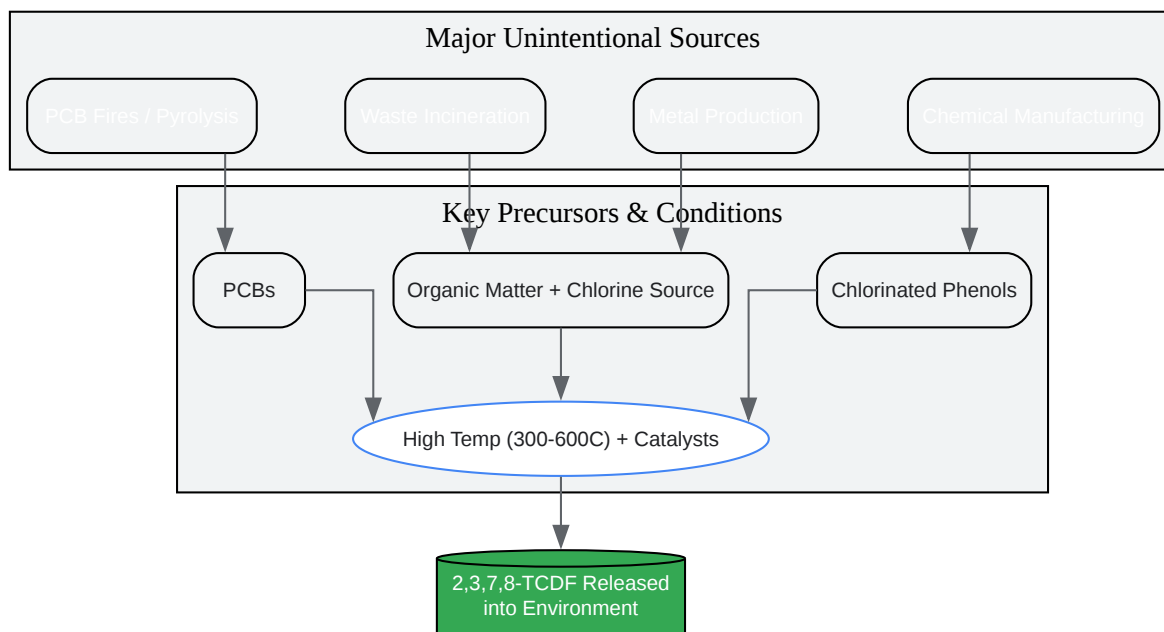 Major Unintentional Sources
PCB Fires / Pyrolysis
Waste Incineration
Metal Production
Chemical Manufacturing
Key Precursors & Conditions
PCBs
Organic Matter + Chlorine Source
Chlorinated Phenols
High Temp (300-600C) + Catalysts
2,3,7,8-TCDF Released
into Environment